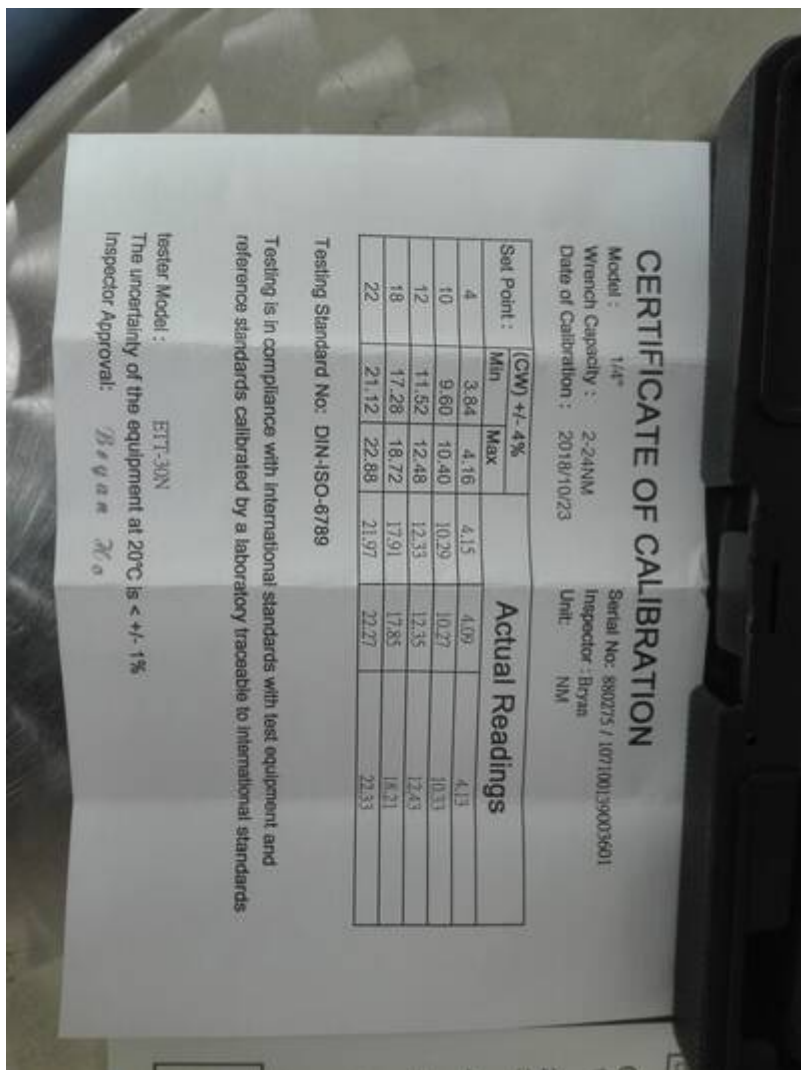 CERTIFICATE OF CALIBRATION
Model : 1/4" Serial No: 880275 / 107100139003601
Wrench Capacity : 2-24NM Inspector : Bryan
Date of Calibration : 2018/10/23 Unit: NM
Set Point : (CW) +/- 4% Actual Readings
Min Max
4 3.84 4.16 4.15 4.09 4.13
10 9.60 10.40 10.29 10.27 10.33
12 11.52 12.48 12.33 12.35 12.43
18 17.28 18.72 17.91 17.85 18.21
22 21.12 22.88 21.97 22.27 22.33
Testing Standard No: DIN-ISO-6789
Testing is in compliance with international standards with test equipment and
reference standards calibrated by a laboratory traceable to international standards
tester Model : ETT-30N
The uncertainty of the equipment at 20°C is < +/- 1%
Inspector Approval: Bryan Ho